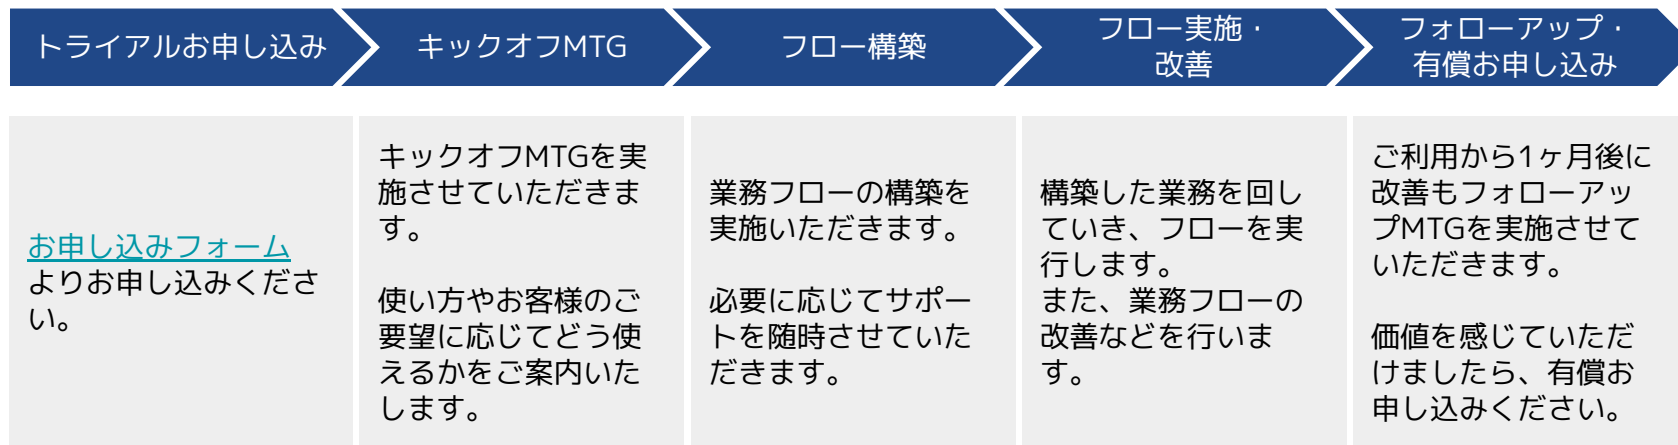 トライアルお申し込み
キックオフMTG
フロー構築
フロー実施・
改善
フォローアップ・
有償お申し込み
お申し込みフォーム
よりお申し込みくださ
い。
キックオフMTGを実
施させていただきま
す。
使い方やお客様のご
要望に応じてどう使
えるかをご案内いた
します。
業務フローの構築を
実施いただきます。
必要に応じてサポー
トを随時させていた
だきます。
構築した業務を回し
ていき、フローを実
行します。
また、業務フローの
改善などを行いま
す。
ご利用から1ヶ月後に
改善もフォローアッ
プMTGを実施させて
いただきます。
価値を感じていただ
けましたら、有償お
申し込みください。